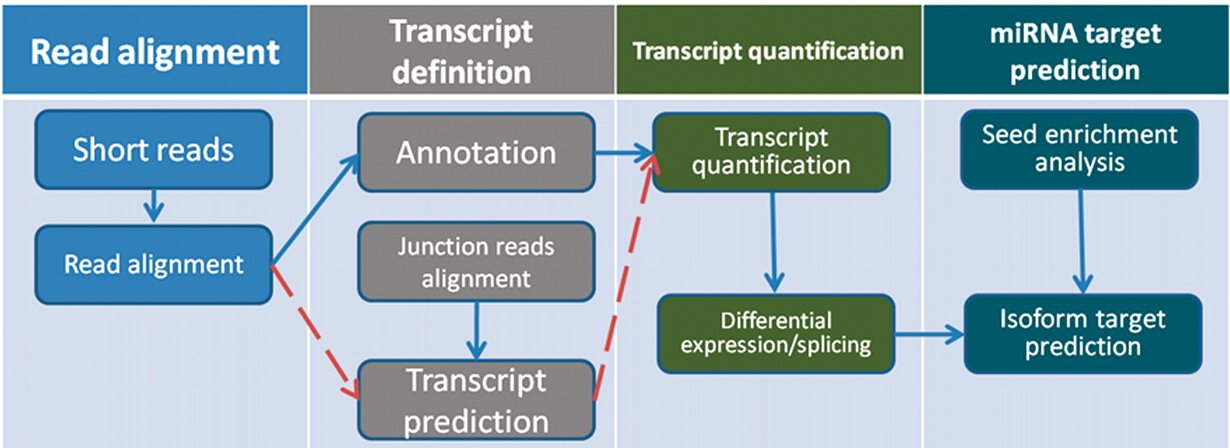 Read alignment
Transcript
definition
Transcript quantification
miRNA target
prediction
Short reads
Read alignment
Annotation
Junction reads
alignment
Transcript
prediction
Transcript
quantification
Differential
expression/splicing
Seed enrichment
analysis
Isoform target
prediction